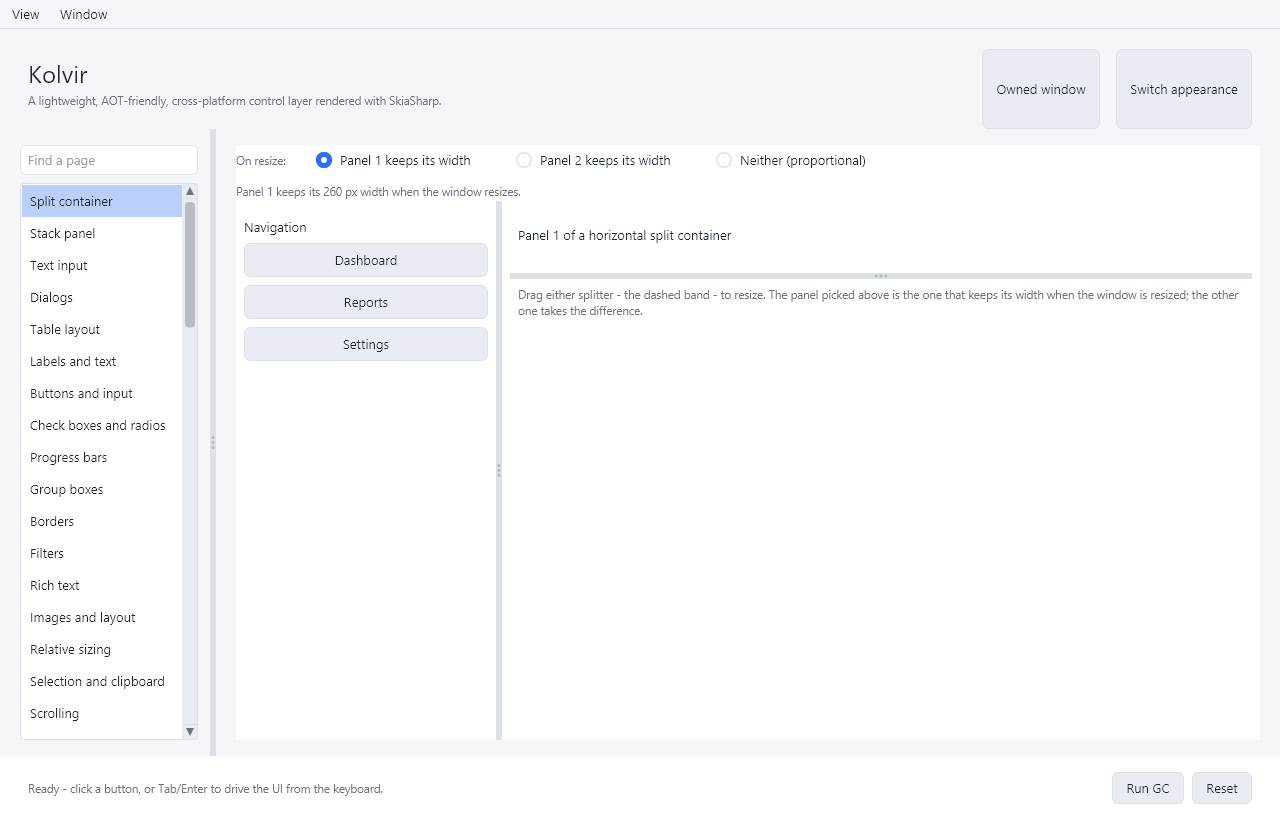 View Window
Kolvir
A lightweight, AOT-friendly, cross-platform control layer rendered with SkiaSharp.
Owned window
Switch appearance
Find a page
Split container
Stack panel
Text input
Dialogs
Table layout
Labels and text
Buttons and input
Check boxes and radios
Progress bars
Group boxes
Borders
Filters
Rich text
Images and layout
Relative sizing
Selection and clipboard
Scrolling
On resize: Panel 1 keeps its width Panel 2 keeps its width Neither (proportional)
Panel 1 keeps its 260 px width when the window resizes.
Navigation
Dashboard
Reports
Settings
Panel 1 of a horizontal split container
Drag either splitter - the dashed band - to resize. The panel picked above is the one that keeps its width when the window is resized; the other
one takes the difference.
Ready - click a button, or Tab/Enter to drive the UI from the keyboard.
Run GC
Reset